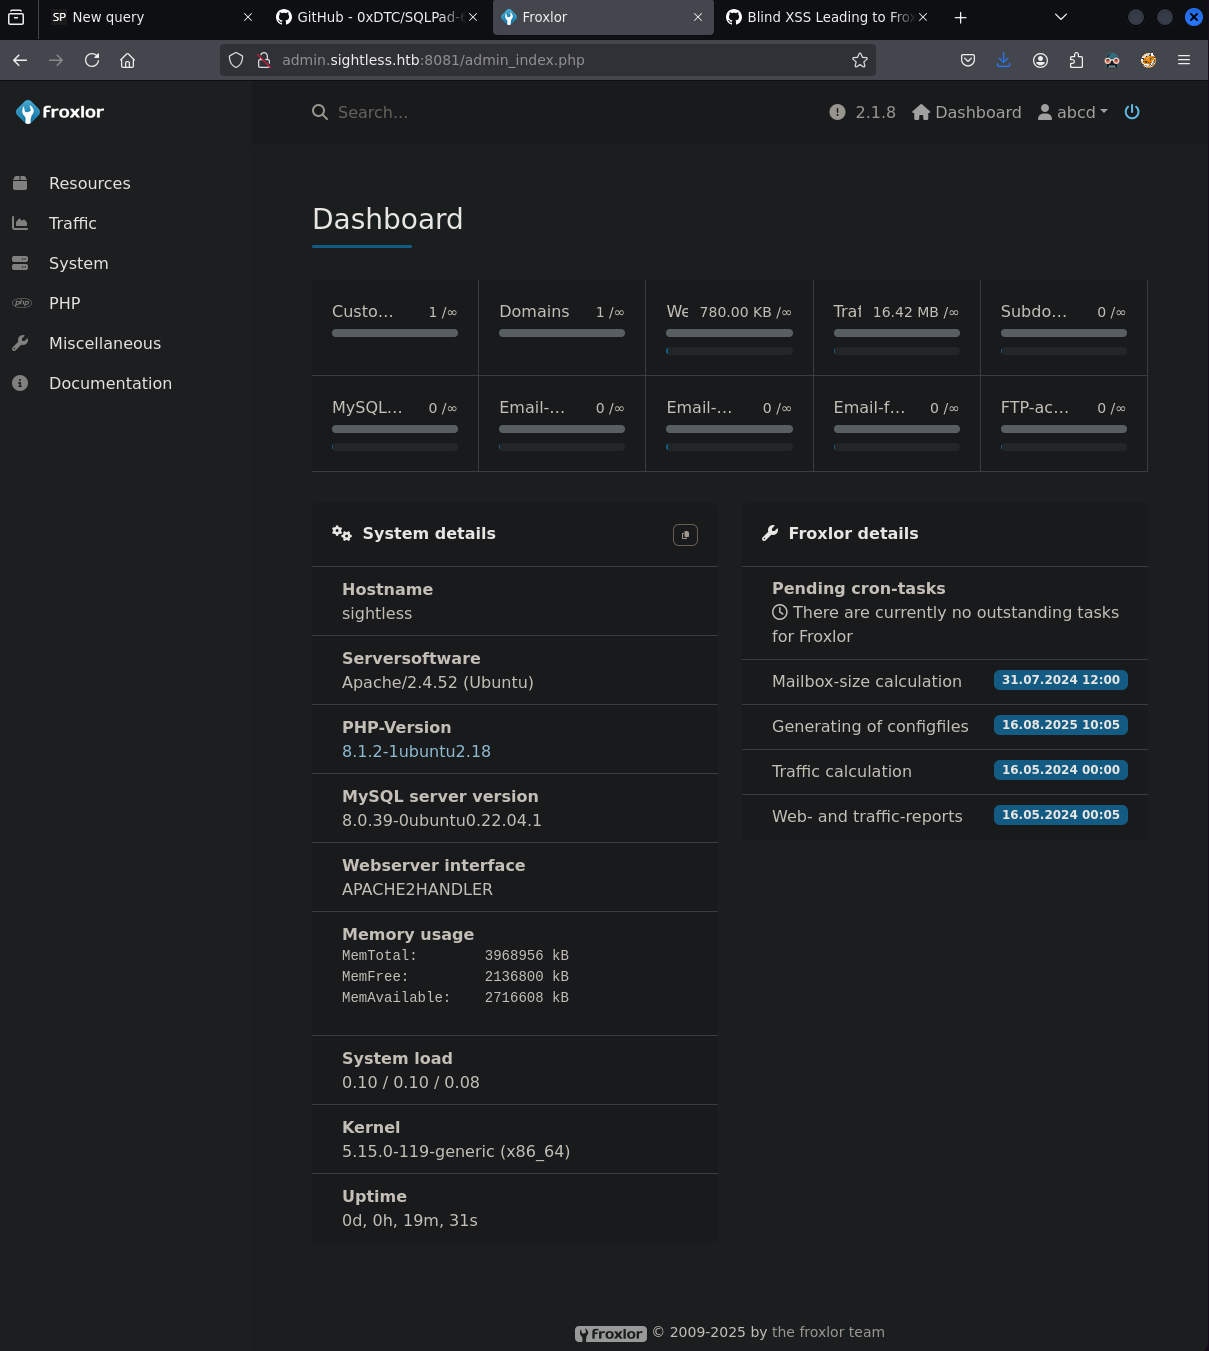 SP New query
GitHub - 0xDTC/SQLPad-6
Froxlor
Blind XSS Leading to Fro
admin.sightless.htb:8081/admin_index.php
froxlor
Search...
2.1.8
Dashboard
abcd
Resources
Traffic
System
php PHP
Miscellaneous
Documentation
Dashboard
Custo... 1 /∞
Domains 1 /∞
We 780.00 KB /∞
Traf 16.42 MB /∞
Subdo... 0 /∞
MySQL... 0 /∞
Email-... 0 /∞
Email-... 0 /∞
Email-f... 0 /∞
FTP-ac... 0 /∞
System details
Hostname
sightless
Serversoftware
Apache/2.4.52 (Ubuntu)
PHP-Version
8.1.2-1ubuntu2.18
MySQL server version
8.0.39-0ubuntu0.22.04.1
Webserver interface
APACHE2HANDLER
Memory usage
MemTotal: 3968956 kB
MemFree: 2136800 kB
MemAvailable: 2716608 kB
System load
0.10 / 0.10 / 0.08
Kernel
5.15.0-119-generic (x86_64)
Uptime
0d, 0h, 19m, 31s
Froxlor details
Pending cron-tasks
There are currently no outstanding tasks
for Froxlor
Mailbox-size calculation 31.07.2024 12:00
Generating of configfiles 16.08.2025 10:05
Traffic calculation 16.05.2024 00:00
Web- and traffic-reports 16.05.2024 00:05
froxlor © 2009-2025 by the froxlor team